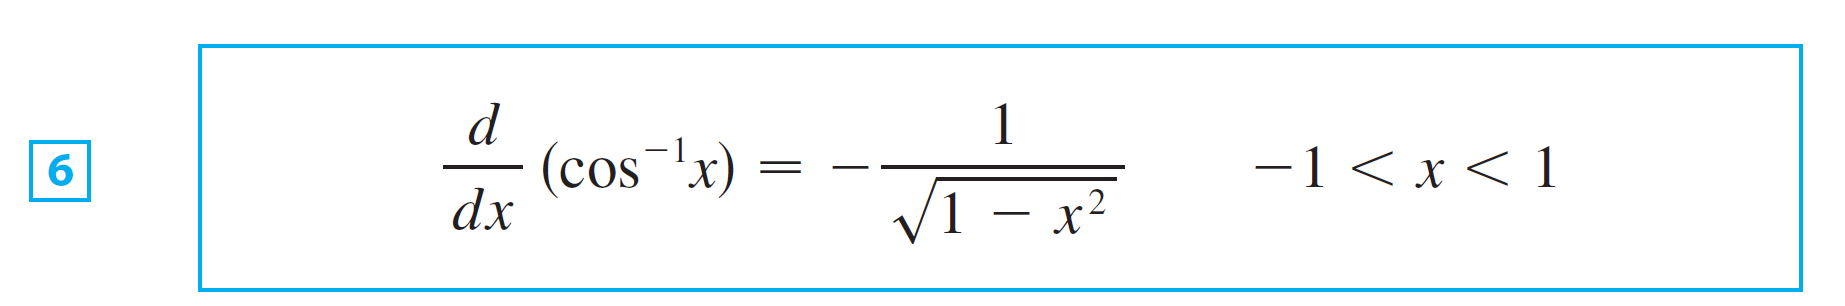 6 d/dx (cos⁻¹x) = − 1/√(1 − x²) −1 < x < 1